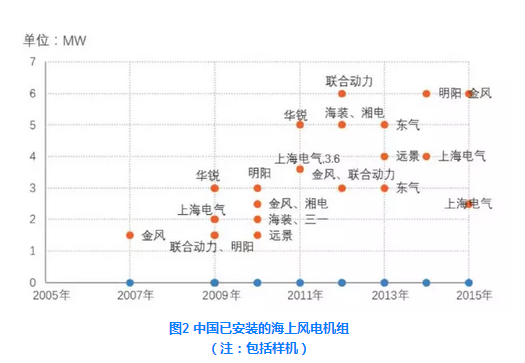 单位：MW
7
6
5
4
3
2
1
0
联合动力
明阳 金风
华锐
海装、湘电
东气
上海电气,3.6
远景
上海电气
华锐
明阳
金风、联合动力
东气
上海电气
金风、湘电
上海电气
海装、三一
金风
联合动力、明阳
远景
2005年 2007年 2009年 2011年 2013年 2015年
图2 中国已安装的海上风电机组
（注：包括样机）